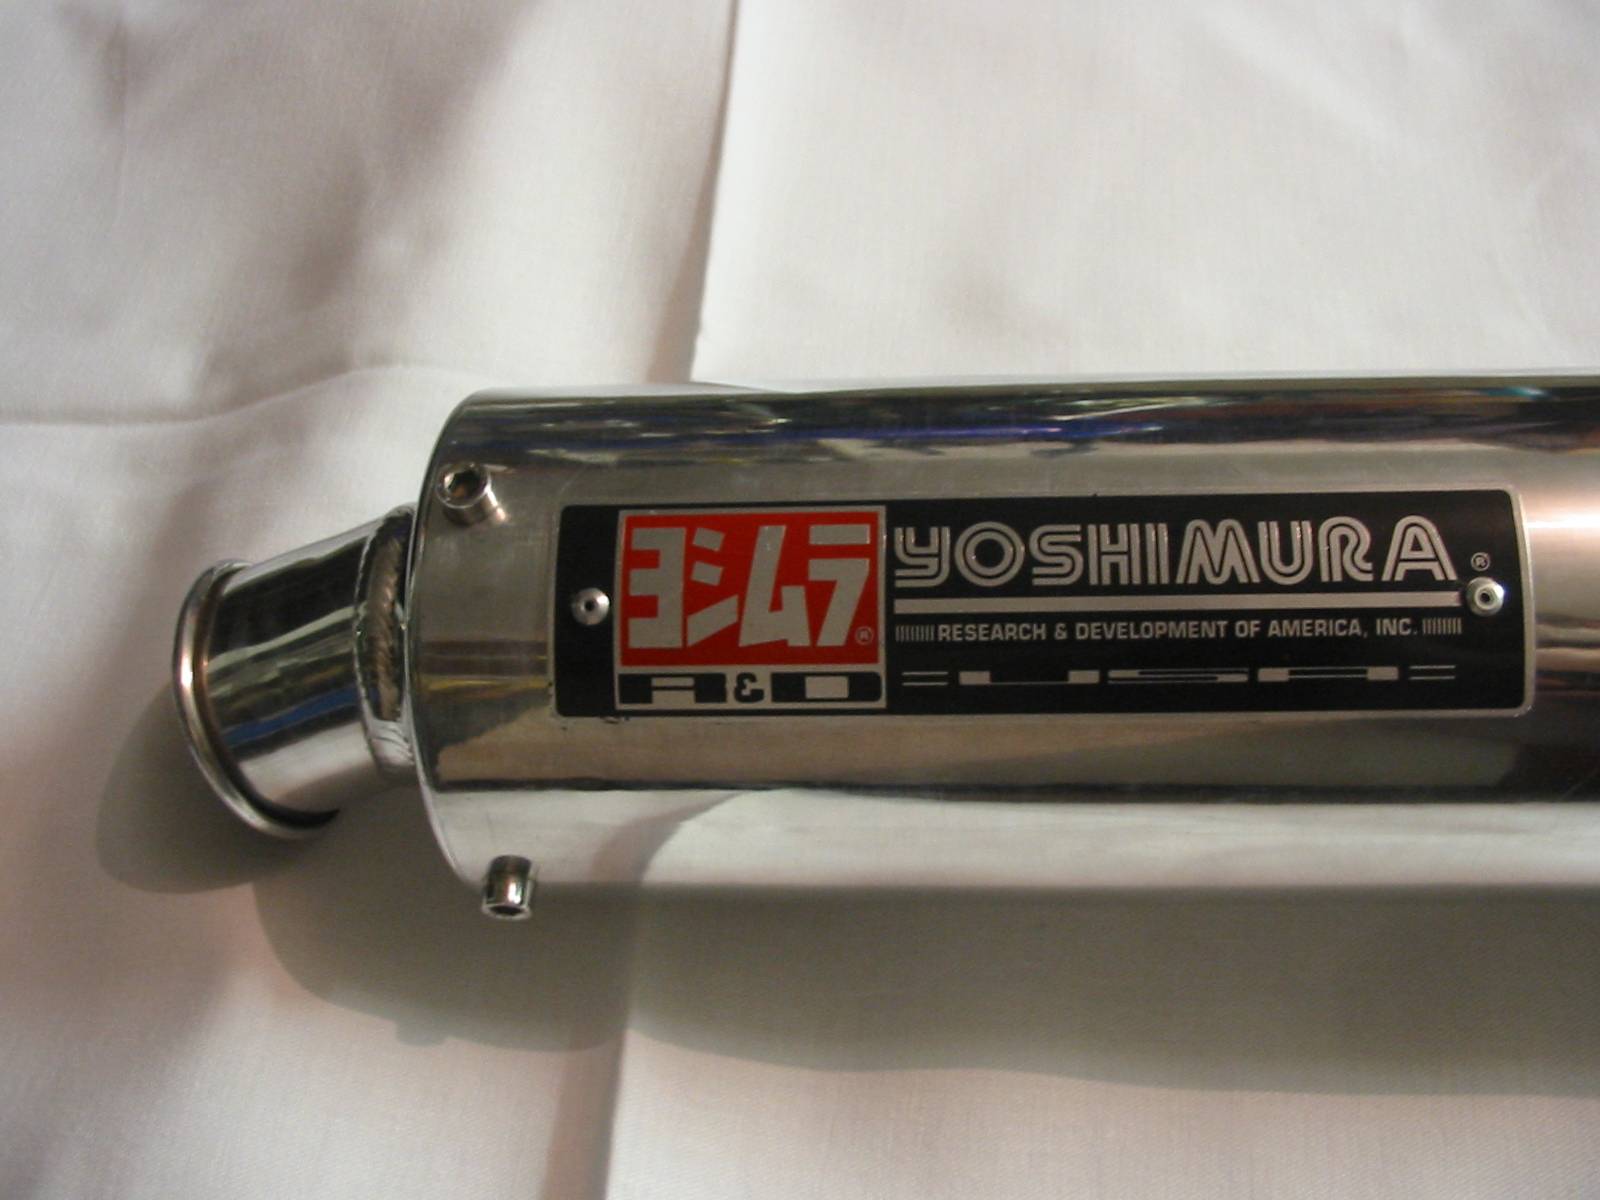 ヨシムラ®
R&D
YOSHIMURA®
RESEARCH & DEVELOPMENT OF AMERICA, INC.
USA